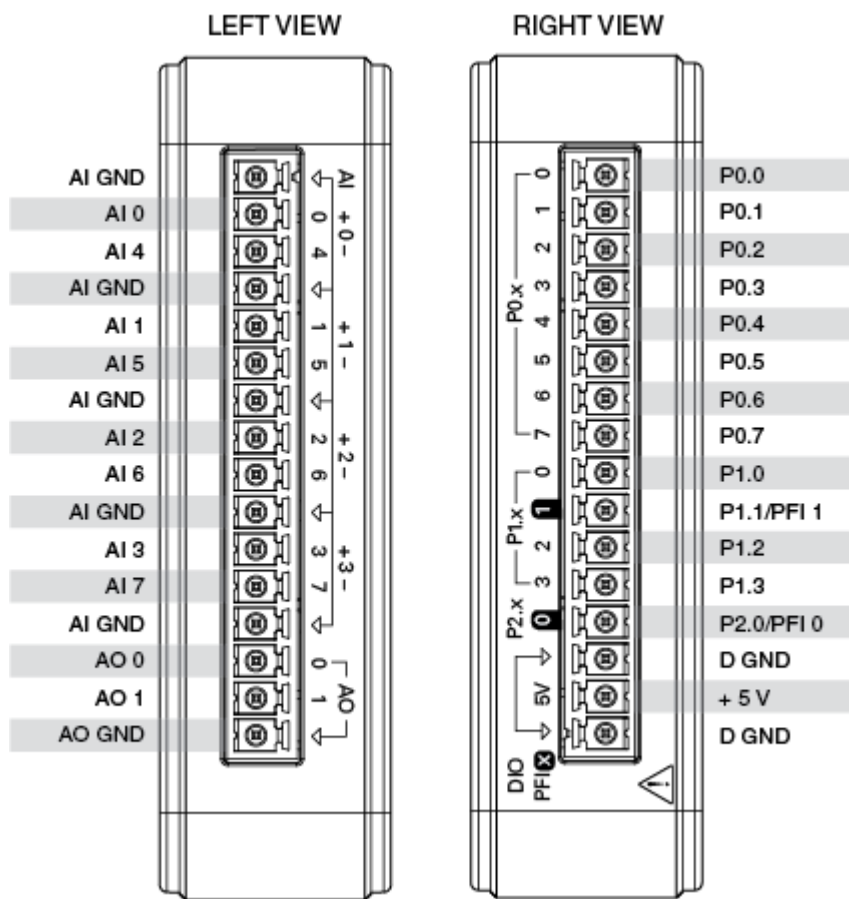 LEFT VIEW
RIGHT VIEW
AI GND
AI 0
AI 4
AI GND
AI 1
AI 5
AI GND
AI 2
AI 6
AI GND
AI 3
AI 7
AI GND
AO 0
AO 1
AO GND
AI
0
4
1
5
2
6
3
7
0
1
+ 0 -
+ 1 -
+ 2 -
+ 3 -
AO
P0.x
0
1
2
3
4
5
6
7
P1.x
0
1
2
3
P2.x
0
5V
DIO
PFI X
P0.0
P0.1
P0.2
P0.3
P0.4
P0.5
P0.6
P0.7
P1.0
P1.1/PFI 1
P1.2
P1.3
P2.0/PFI 0
D GND
+ 5 V
D GND